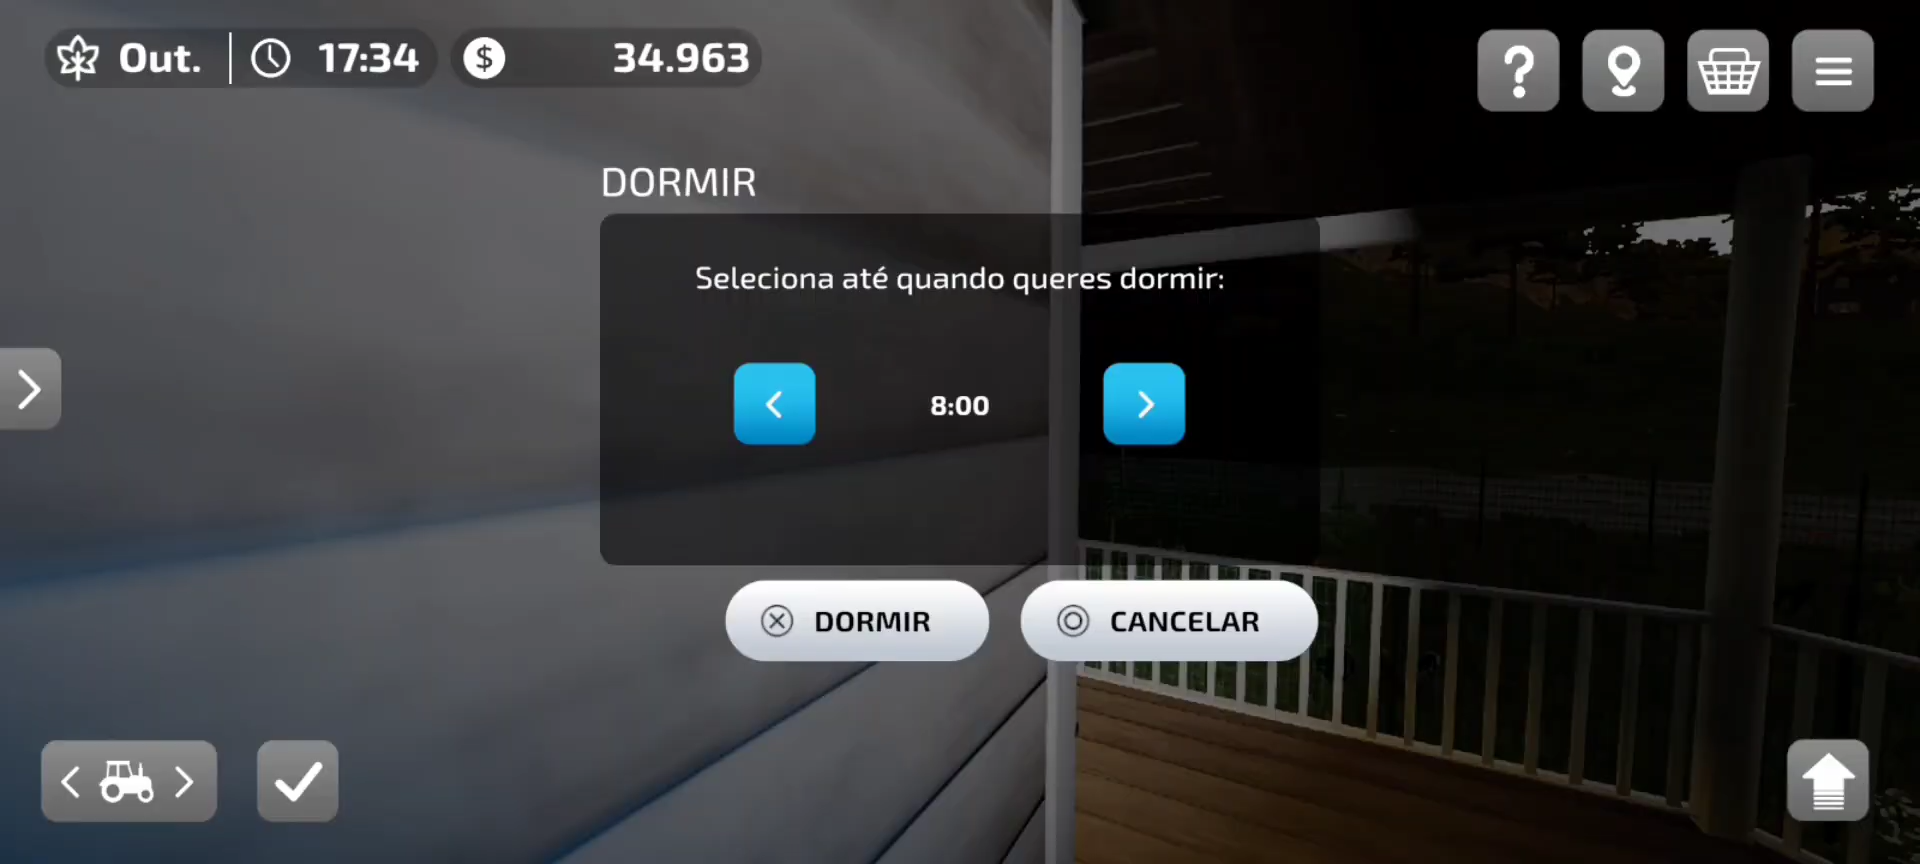 Out. 17:34 $ 34.963
?
DORMIR
Seleciona até quando queres dormir:
8:00
DORMIR CANCELAR